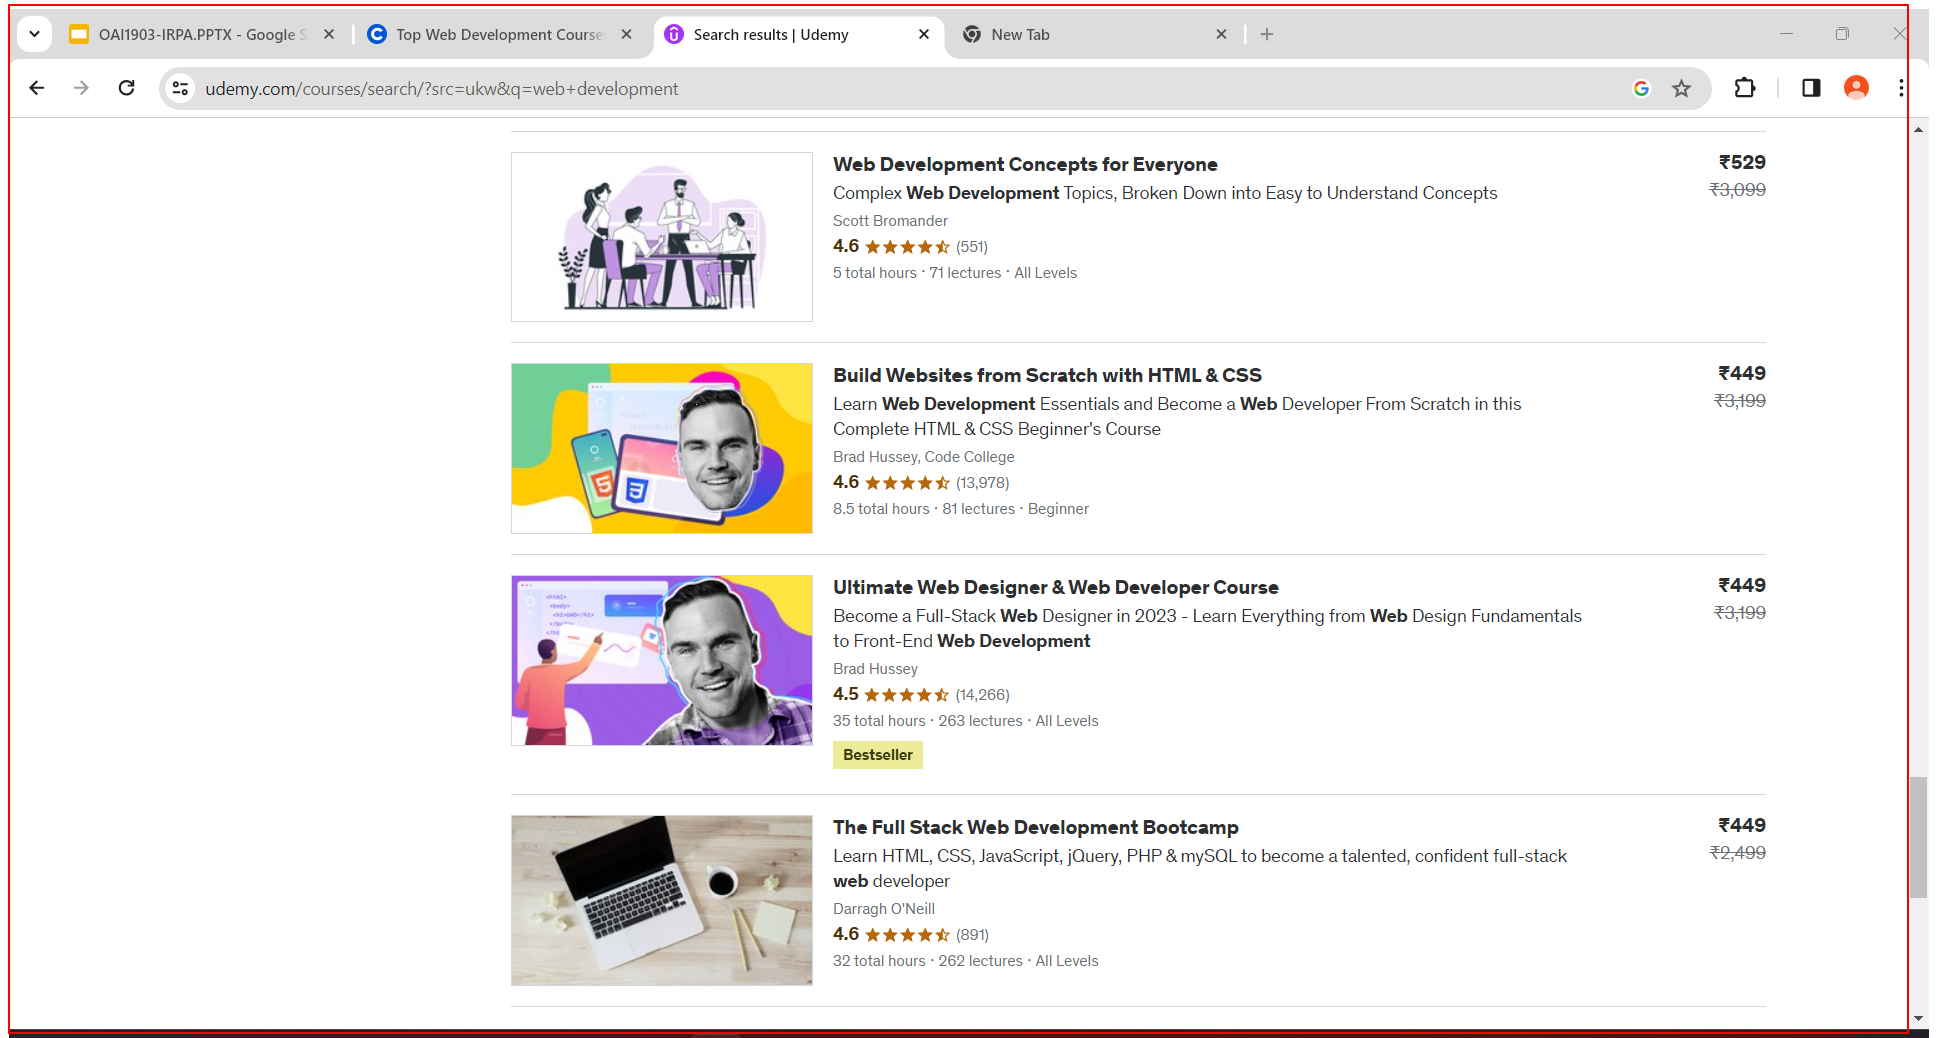 OAI1903-IRPA.PPTX - Google S
Top Web Development Course
Search results | Udemy
New Tab
udemy.com/courses/search/?src=ukw&q=web+development
Web Development Concepts for Everyone
₹529
Complex Web Development Topics, Broken Down into Easy to Understand Concepts
₹3,099
Scott Bromander
4.6 (551)
5 total hours · 71 lectures · All Levels
Build Websites from Scratch with HTML & CSS
₹449
Learn Web Development Essentials and Become a Web Developer From Scratch in this
₹3,199
Complete HTML & CSS Beginner's Course
Brad Hussey, Code College
4.6 (13,978)
8.5 total hours · 81 lectures · Beginner
Ultimate Web Designer & Web Developer Course
₹449
Become a Full-Stack Web Designer in 2023 - Learn Everything from Web Design Fundamentals
₹3,199
to Front-End Web Development
Brad Hussey
4.5 (14,266)
35 total hours · 263 lectures · All Levels
Bestseller
The Full Stack Web Development Bootcamp
₹449
Learn HTML, CSS, JavaScript, jQuery, PHP & mySQL to become a talented, confident full-stack
₹2,499
web developer
Darragh O'Neill
4.6 (891)
32 total hours · 262 lectures · All Levels